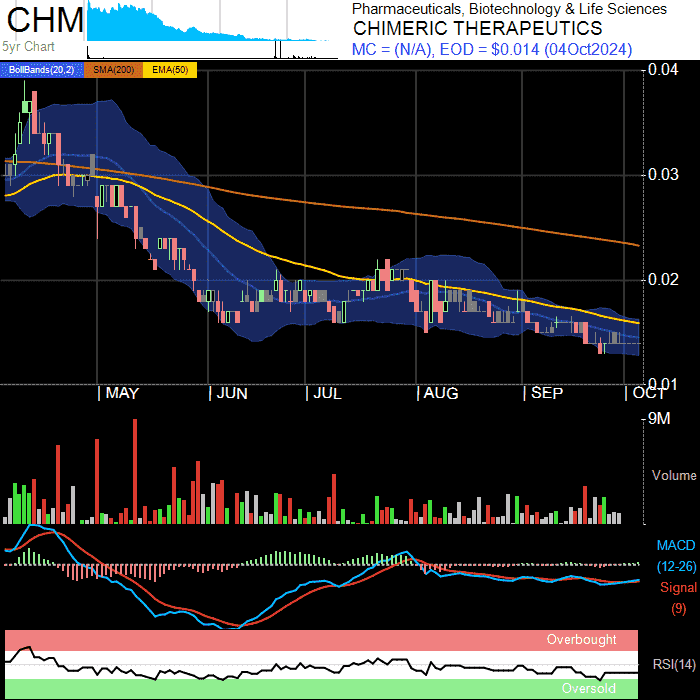 CHM
5yr Chart
Pharmaceuticals, Biotechnology & Life Sciences
CHIMERIC THERAPEUTICS
MC = (N/A), EOD = $0.014 (04Oct2024)
BollBands(20,2) SMA(200) EMA(50)
0.04
0.03
0.02
0.01
MAY JUN JUL AUG SEP OCT
9M
Volume
MACD
(12-26)
Signal
(9)
Overbought
RSI(14)
Oversold